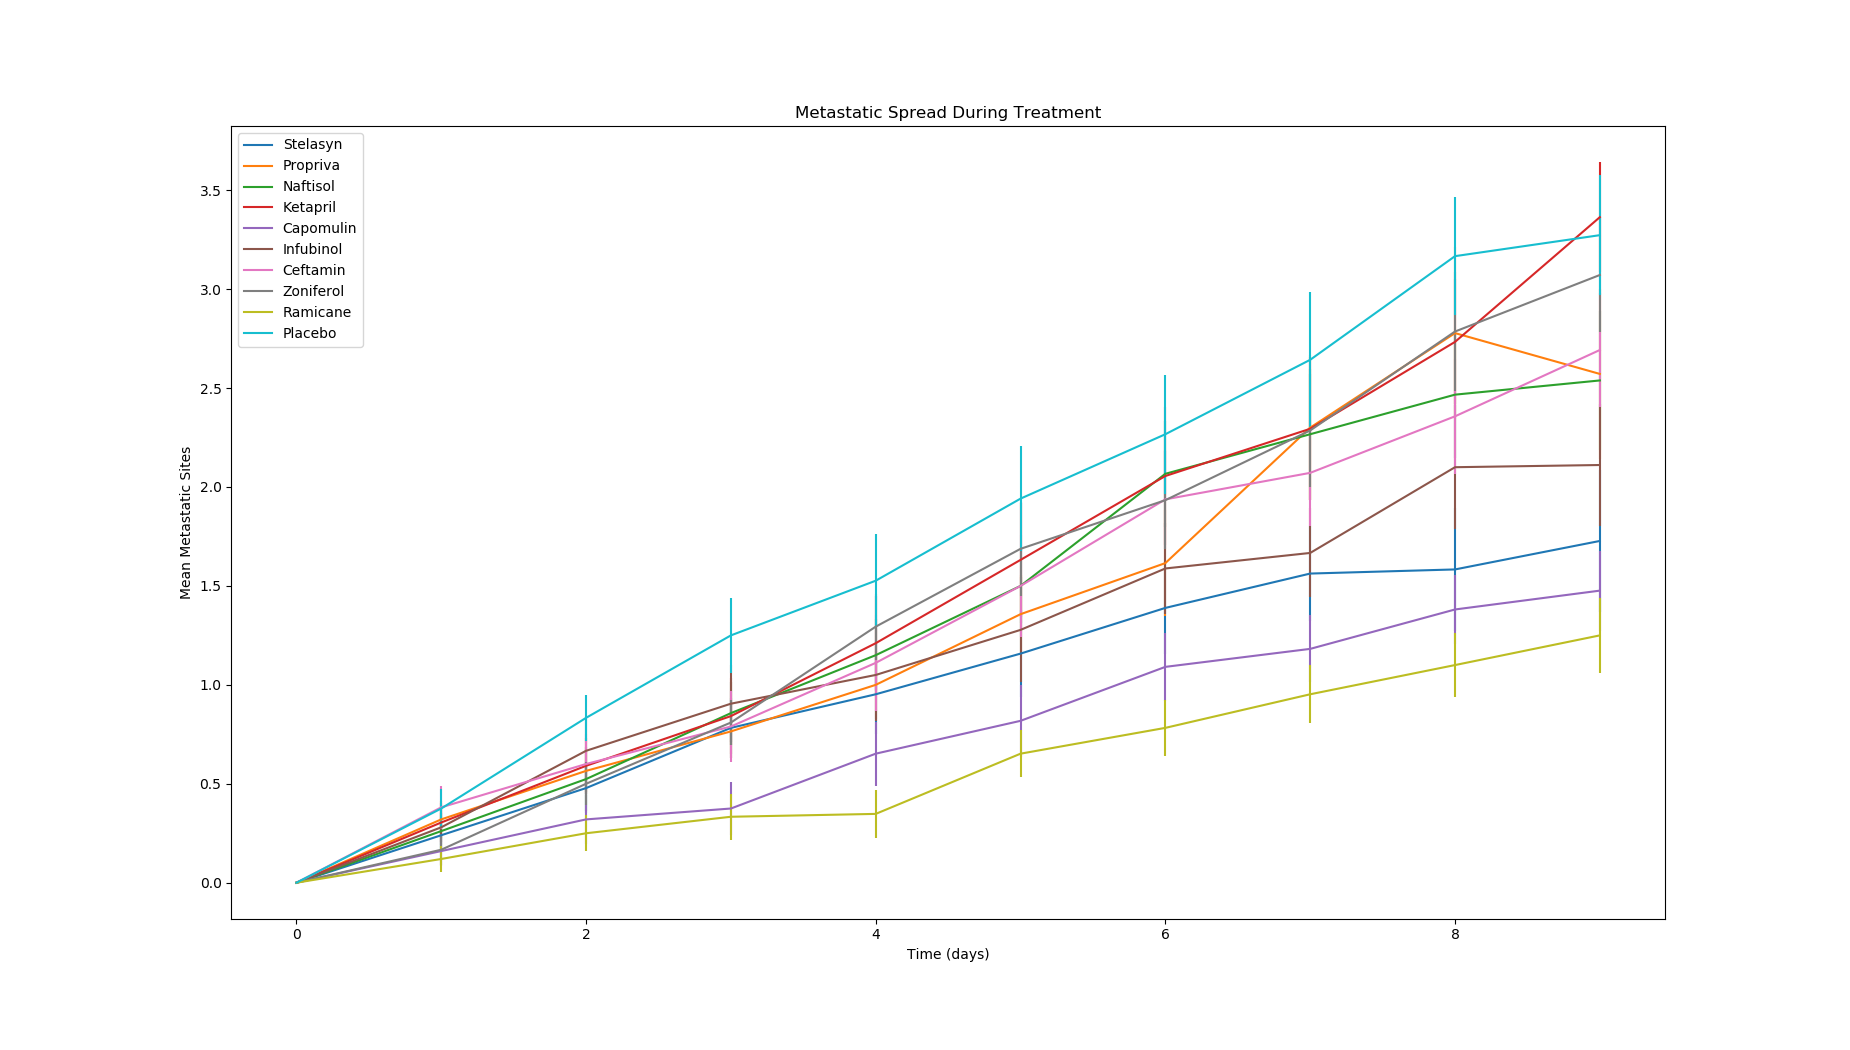 Metastatic Spread During Treatment
Stelasyn
Propriva
Naftisol
Ketapril
Capomulin
Infubinol
Ceftamin
Zoniferol
Ramicane
Placebo
3.5
3.0
2.5
2.0
1.5
1.0
0.5
0.0
Mean Metastatic Sites
0 2 4 6 8
Time (days)